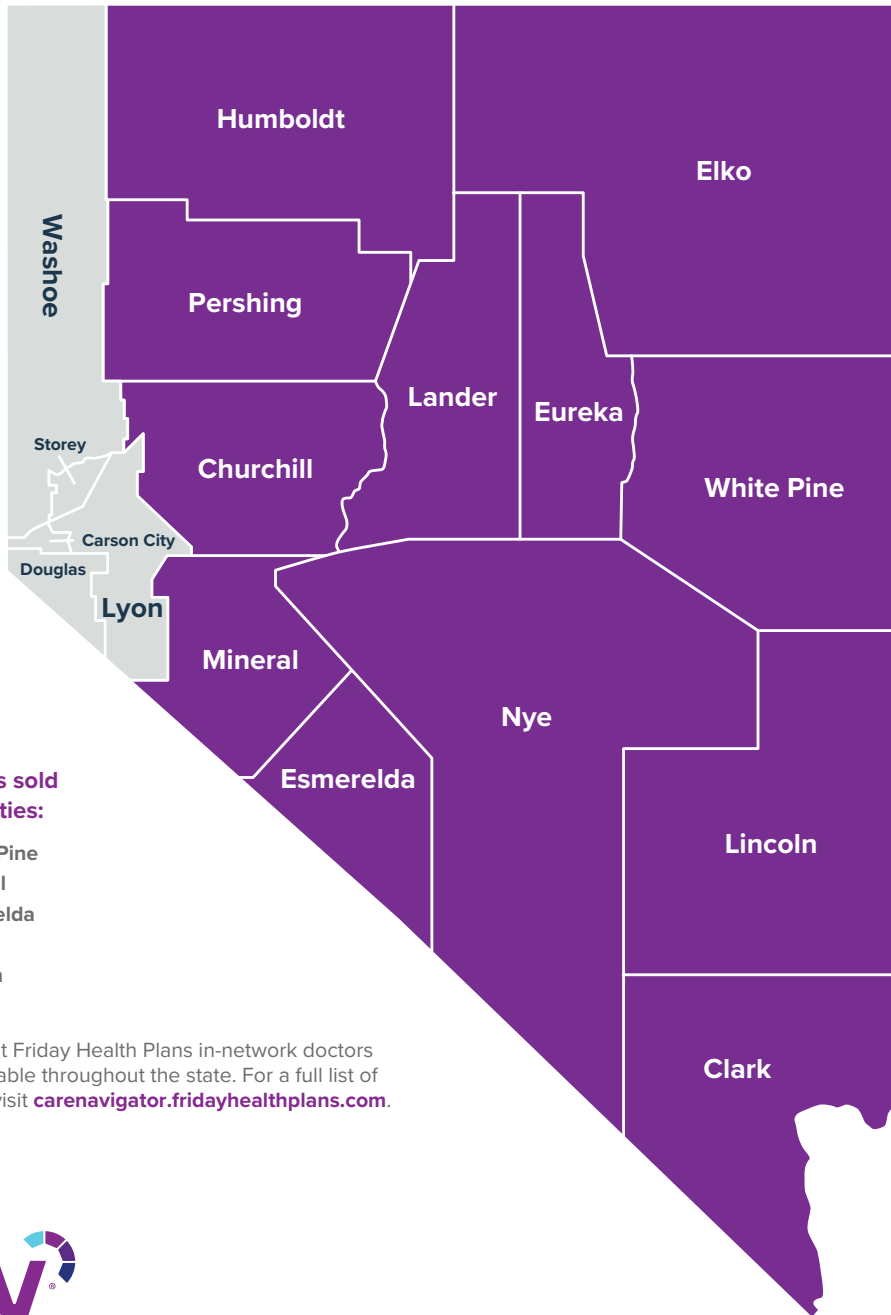 Humboldt
Elko
Washoe
Pershing
Lander
Eureka
Storey
Churchill
White Pine
Carson City
Douglas
Lyon
Mineral
Nye
Esmerelda
Lincoln
Clark
s sold
ties:
Pine
l
elda
t Friday Health Plans in-network doctors
able throughout the state. For a full list of
visit carenavigator.fridayhealthplans.com.
®